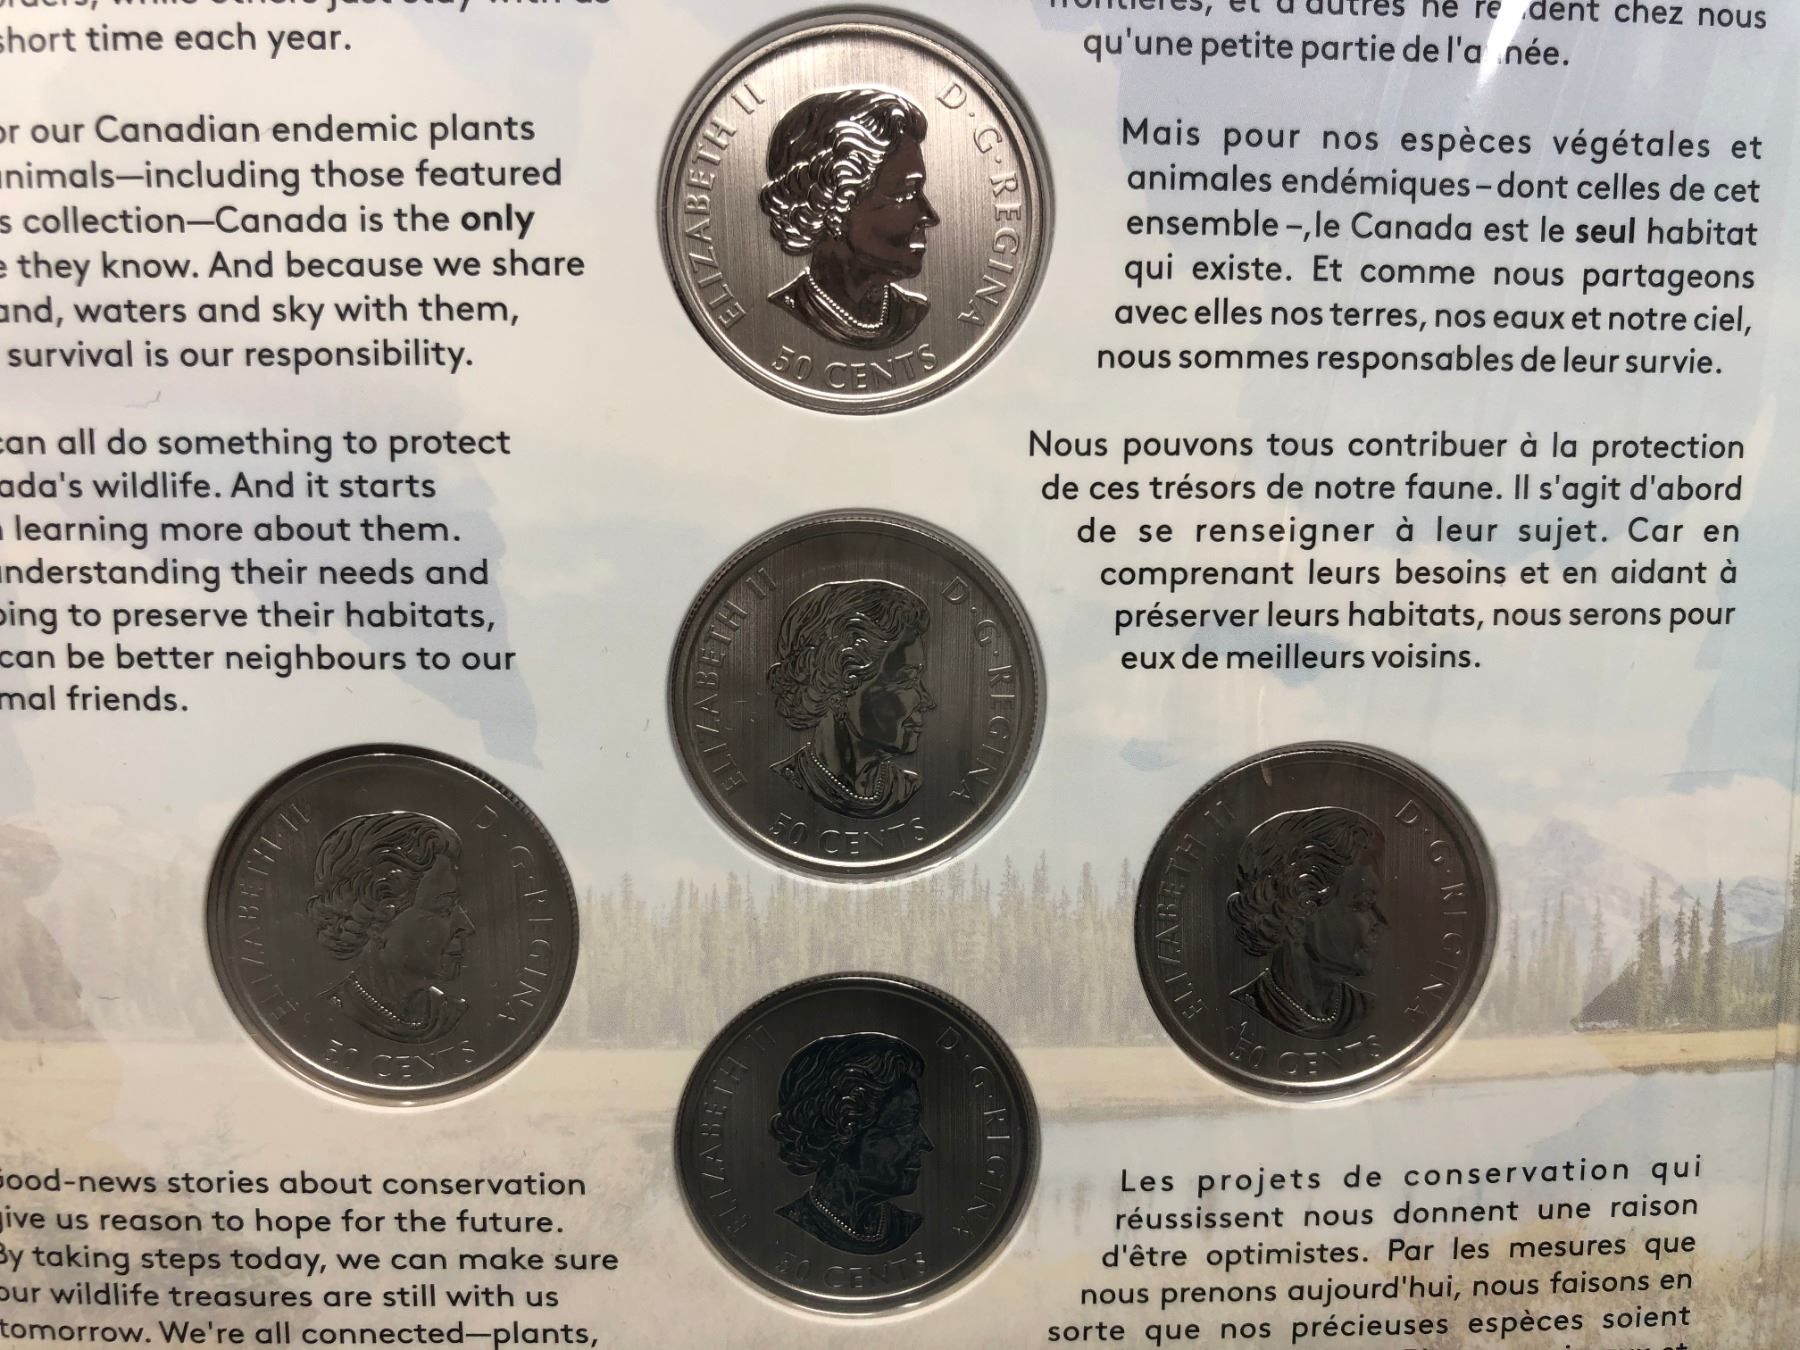 short time each year.
or our Canadian endemic plants
animals—including those featured
s collection—Canada is the only
e they know. And because we share
and, waters and sky with them,
survival is our responsibility.
can all do something to protect
ada's wildlife. And it starts
learning more about them.
understanding their needs and
ping to preserve their habitats,
can be better neighbours to our
mal friends.
Good-news stories about conservation
give us reason to hope for the future.
By taking steps today, we can make sure
our wildlife treasures are still with us
tomorrow. We're all connected—plants,
ELIZABETH II D·G·REGINA
50 CENTS
ELIZABETH II D·G·REGINA
50 CENTS
ELIZABETH II D·G·REGINA
50 CENTS
ELIZABETH II D·G·REGINA
50 CENTS
ELIZABETH II D·G·REGINA
50 CENTS
frontières, et d'autres ne résident chez nous
qu'une petite partie de l'année.
Mais pour nos espèces végétales et
animales endémiques – dont celles de cet
ensemble –, le Canada est le seul habitat
qui existe. Et comme nous partageons
avec elles nos terres, nos eaux et notre ciel,
nous sommes responsables de leur survie.
Nous pouvons tous contribuer à la protection
de ces trésors de notre faune. Il s'agit d'abord
de se renseigner à leur sujet. Car en
comprenant leurs besoins et en aidant à
préserver leurs habitats, nous serons pour
eux de meilleurs voisins.
Les projets de conservation qui
réussissent nous donnent une raison
d'être optimistes. Par les mesures que
nous prenons aujourd'hui, nous faisons en
sorte que nos précieuses espèces soient